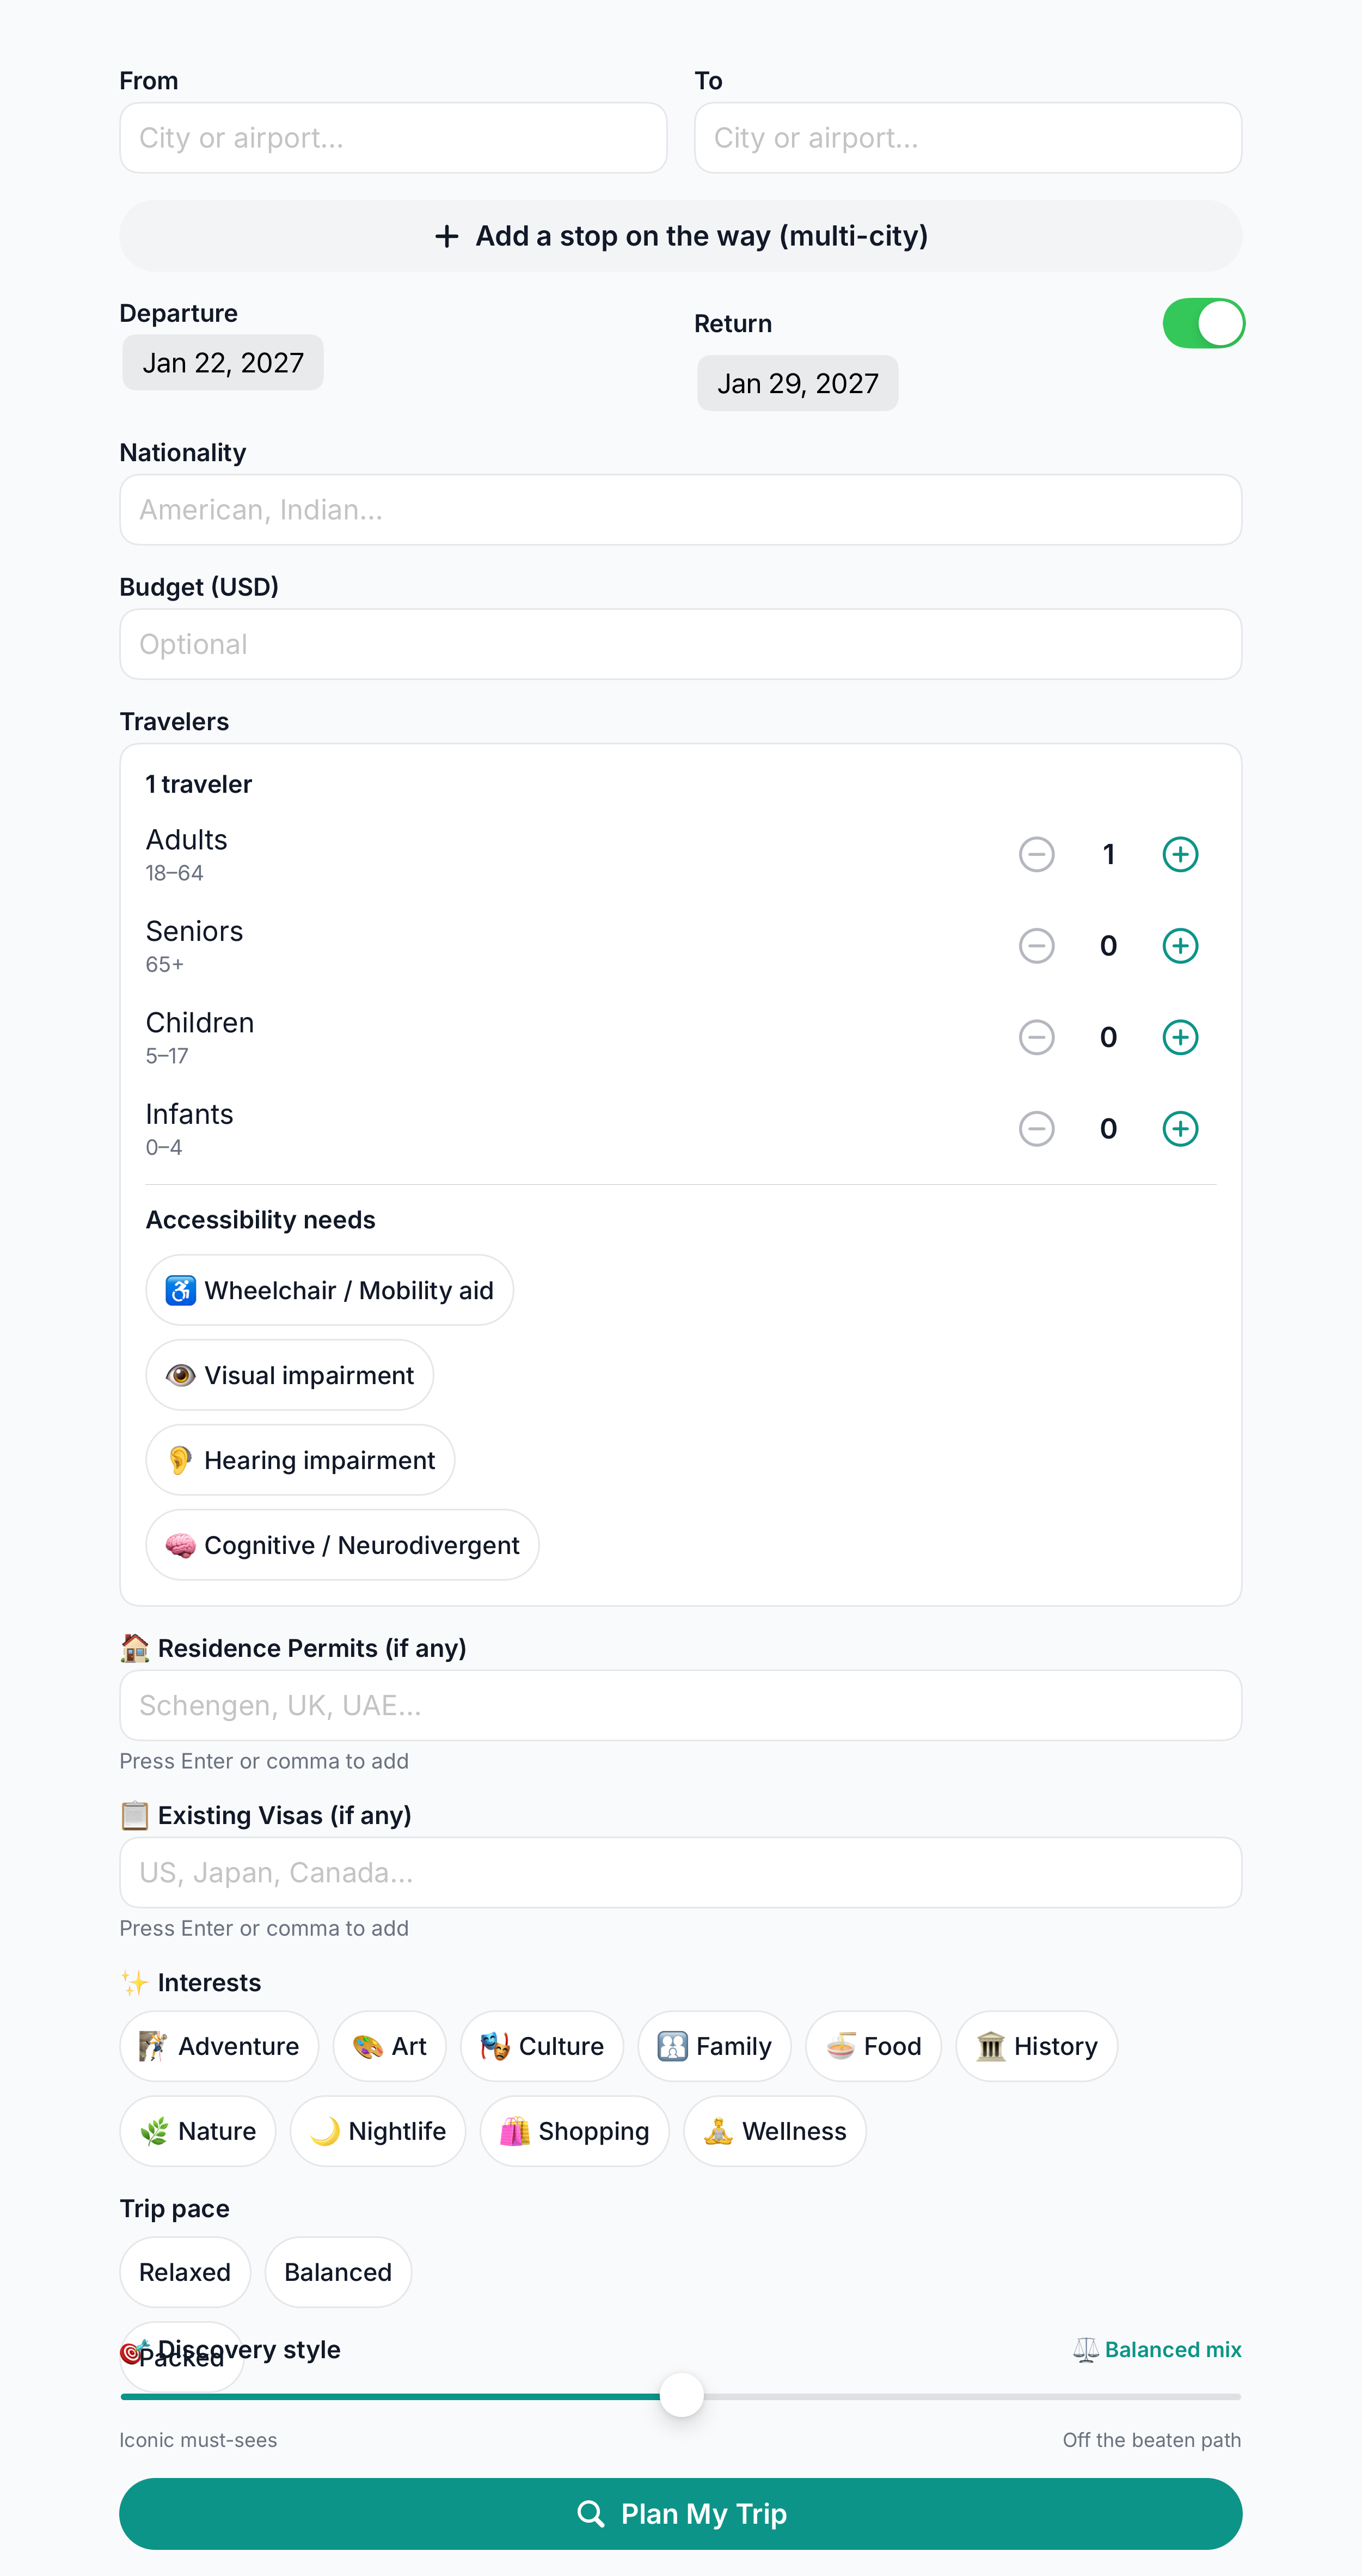 From
To
City or airport...
City or airport...
+ Add a stop on the way (multi-city)
Departure
Return
Jan 22, 2027
Jan 29, 2027
Nationality
American, Indian...
Budget (USD)
Optional
Travelers
1 traveler
Adults
18–64
1
Seniors
65+
0
Children
5–17
0
Infants
0–4
0
Accessibility needs
♿ Wheelchair / Mobility aid
👁️ Visual impairment
🦻 Hearing impairment
🧠 Cognitive / Neurodivergent
🏠 Residence Permits (if any)
Schengen, UK, UAE...
Press Enter or comma to add
📋 Existing Visas (if any)
US, Japan, Canada...
Press Enter or comma to add
✨ Interests
🧗 Adventure 🎨 Art 🎭 Culture 👪 Family 🍜 Food 🏛️ History
🌿 Nature 🌙 Nightlife 🛍️ Shopping 🧘 Wellness
Trip pace
Relaxed Balanced
Packed
🎯 Discovery style
⚖️ Balanced mix
Iconic must-sees
Off the beaten path
Plan My Trip